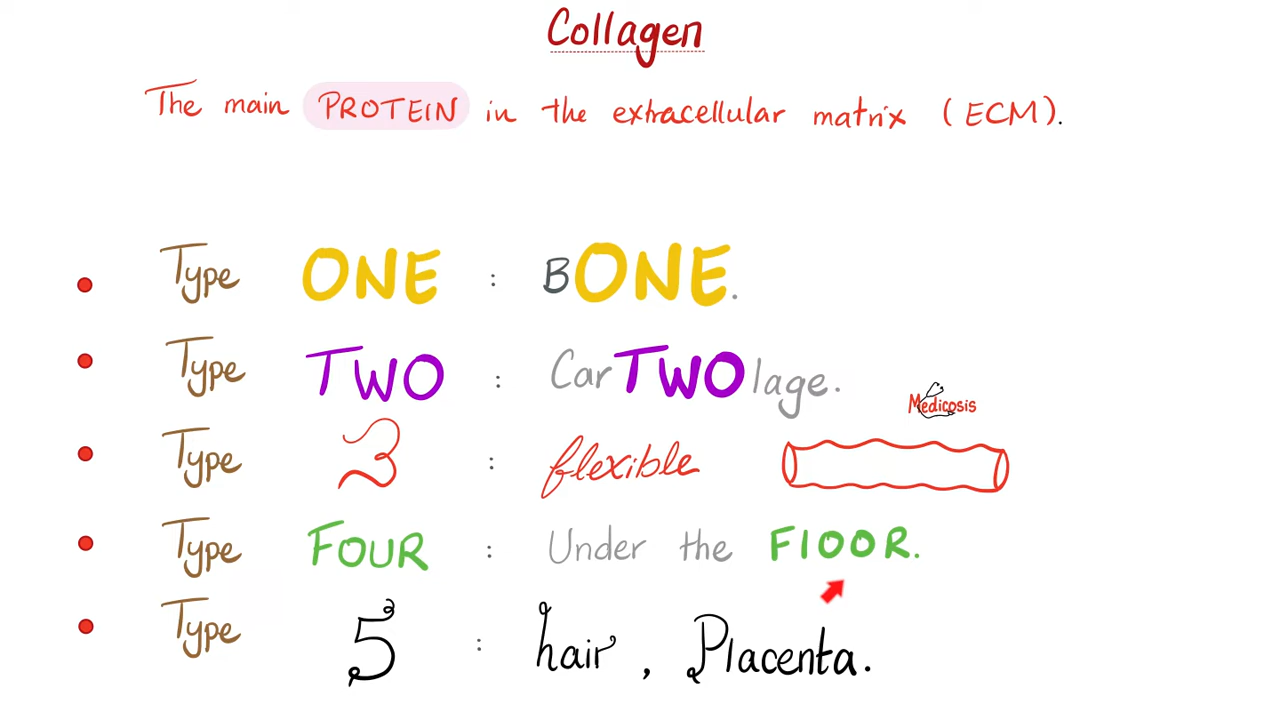 Collagen
The main PROTEIN in the extracellular matrix (ECM).
Type ONE : BONE.
Type TWO : CarTWOlage.
Medicosis
Type 3 : flexible
Type FOUR : Under the FlOOR.
Type 5 : hair, Placenta.